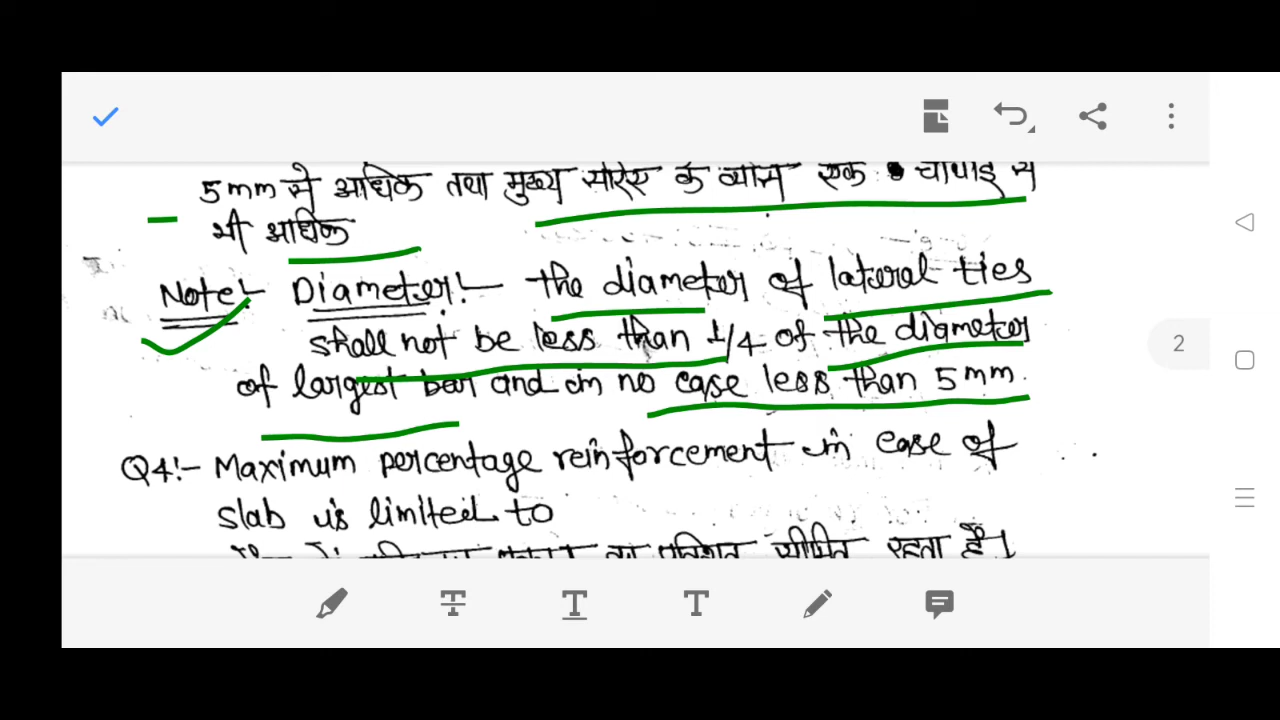 5mm से अधिक तथा मुख्य सरिए के व्यास एक चौथाई से
भी अधिक
Note:- Diameter:- The diameter of lateral ties
shall not be less than 1/4 of the diameter
of largest bar and in no case less than 5mm.
2
Q4:- Maximum percentage reinforcement in case of
slab is limited to
रहता है।